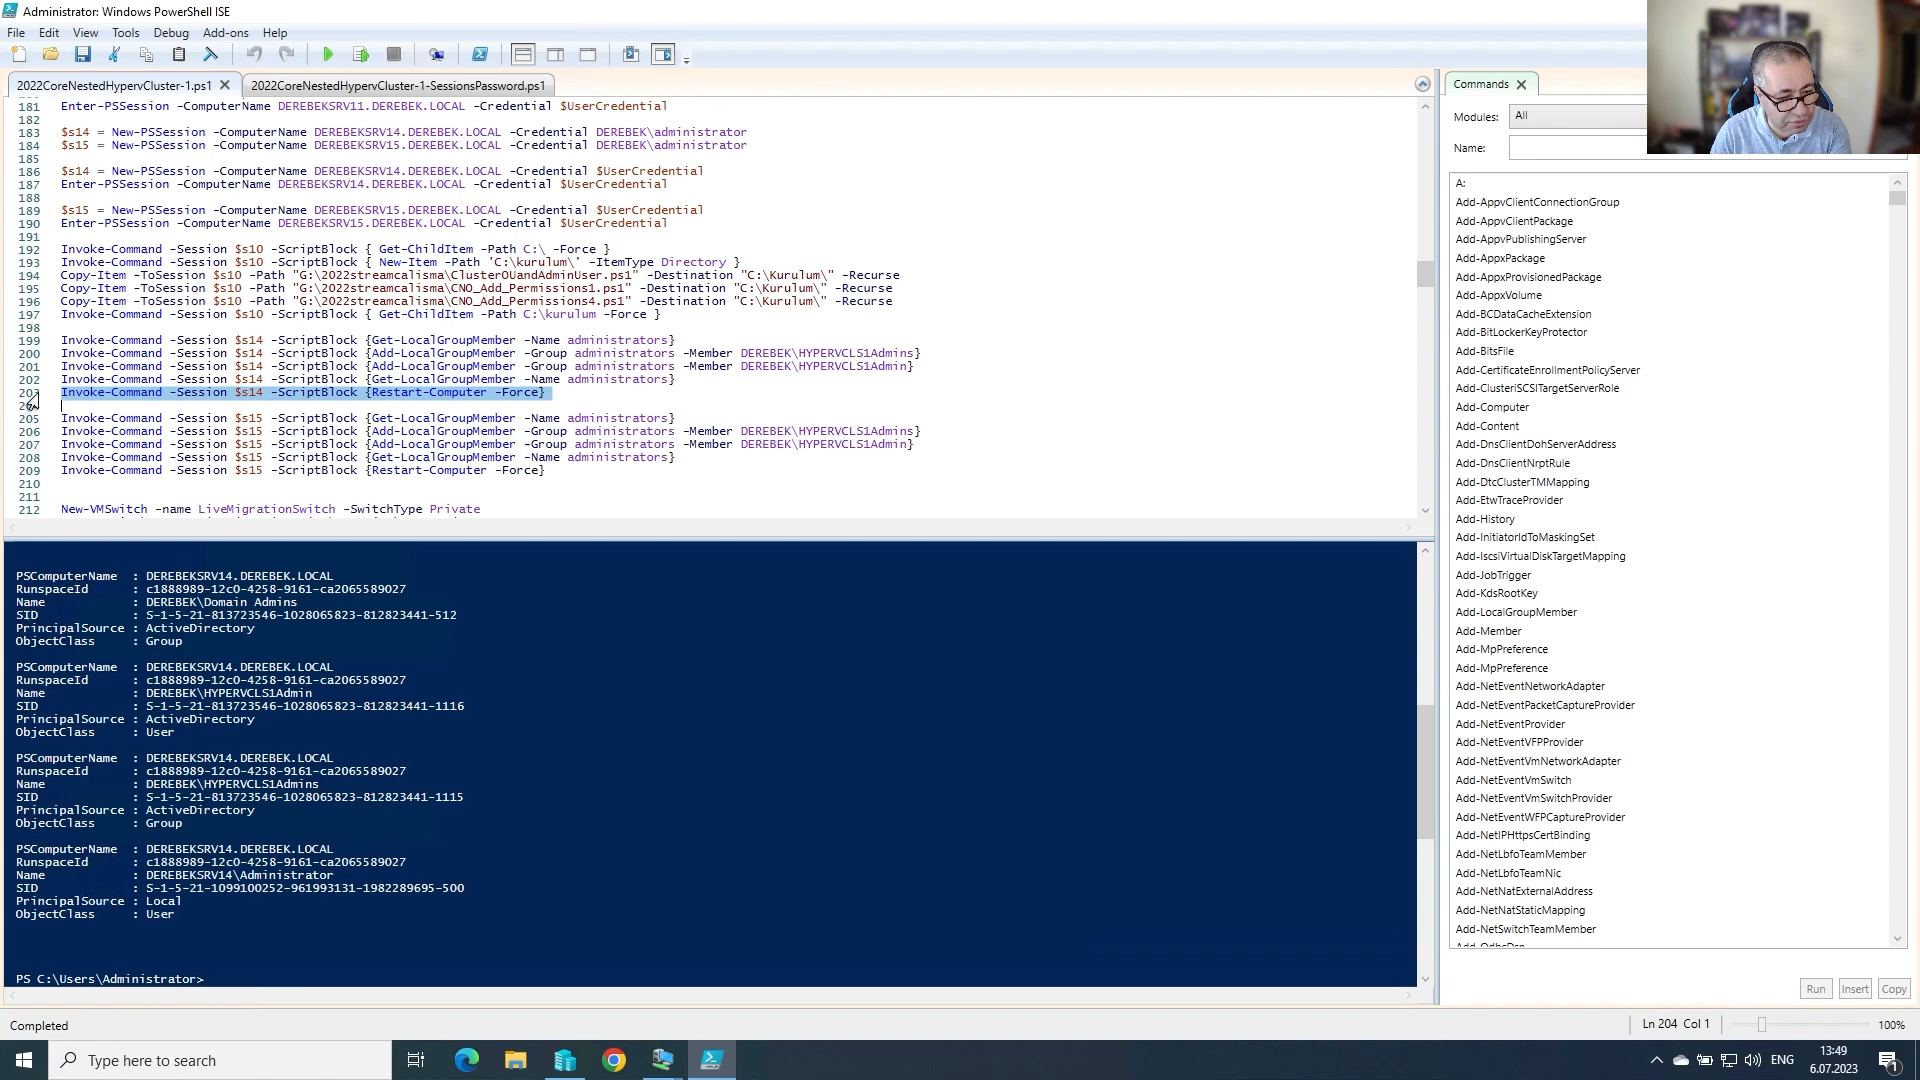 Administrator: Windows PowerShell ISE
File Edit View Tools Debug Add-ons Help
2022CoreNestedHypervCluster-1.ps1 2022CoreNestedHypervCluster-1-SessionsPassword.ps1
181 Enter-PSSession -ComputerName DEREBEKSRV11.DEREBEK.LOCAL -Credential $UserCredential
182
183 $s14 = New-PSSession -ComputerName DEREBEKSRV14.DEREBEK.LOCAL -Credential DEREBEK\administrator
184 $s15 = New-PSSession -ComputerName DEREBEKSRV15.DEREBEK.LOCAL -Credential DEREBEK\administrator
185
186 $s14 = New-PSSession -ComputerName DEREBEKSRV14.DEREBEK.LOCAL -Credential $UserCredential
187 Enter-PSSession -ComputerName DEREBEKSRV14.DEREBEK.LOCAL -Credential $UserCredential
188
189 $s15 = New-PSSession -ComputerName DEREBEKSRV15.DEREBEK.LOCAL -Credential $UserCredential
190 Enter-PSSession -ComputerName DEREBEKSRV15.DEREBEK.LOCAL -Credential $UserCredential
191
192 Invoke-Command -Session $s10 -ScriptBlock { Get-ChildItem -Path C:\ -Force }
193 Invoke-Command -Session $s10 -ScriptBlock { New-Item -Path 'C:\kurulum\' -ItemType Directory }
194 Copy-Item -ToSession $s10 -Path "G:\2022streamcalisma\ClusterOUandAdminUser.ps1" -Destination "C:\Kurulum\" -Recurse
195 Copy-Item -ToSession $s10 -Path "G:\2022streamcalisma\CNO_Add_Permissions1.ps1" -Destination "C:\Kurulum\" -Recurse
196 Copy-Item -ToSession $s10 -Path "G:\2022streamcalisma\CNO_Add_Permissions4.ps1" -Destination "C:\Kurulum\" -Recurse
197 Invoke-Command -Session $s10 -ScriptBlock { Get-ChildItem -Path C:\kurulum -Force }
198
199 Invoke-Command -Session $s14 -ScriptBlock {Get-LocalGroupMember -Name administrators}
200 Invoke-Command -Session $s14 -ScriptBlock {Add-LocalGroupMember -Group administrators -Member DEREBEK\HYPERVCLS1Admins}
201 Invoke-Command -Session $s14 -ScriptBlock {Add-LocalGroupMember -Group administrators -Member DEREBEK\HYPERVCLS1Admin}
202 Invoke-Command -Session $s14 -ScriptBlock {Get-LocalGroupMember -Name administrators}
Invoke-Command -Session $s14 -ScriptBlock {Restart-Computer -Force}
205 Invoke-Command -Session $s15 -ScriptBlock {Get-LocalGroupMember -Name administrators}
206 Invoke-Command -Session $s15 -ScriptBlock {Add-LocalGroupMember -Group administrators -Member DEREBEK\HYPERVCLS1Admins}
207 Invoke-Command -Session $s15 -ScriptBlock {Add-LocalGroupMember -Group administrators -Member DEREBEK\HYPERVCLS1Admin}
208 Invoke-Command -Session $s15 -ScriptBlock {Get-LocalGroupMember -Name administrators}
209 Invoke-Command -Session $s15 -ScriptBlock {Restart-Computer -Force}
210
211
212 New-VMSwitch -name LiveMigrationSwitch -SwitchType Private
PSComputerName : DEREBEKSRV14.DEREBEK.LOCAL
RunspaceId : c1888989-12c0-4258-9161-ca2065589027
Name : DEREBEK\Domain Admins
SID : S-1-5-21-813723546-1028065823-812823441-512
PrincipalSource : ActiveDirectory
ObjectClass : Group
PSComputerName : DEREBEKSRV14.DEREBEK.LOCAL
RunspaceId : c1888989-12c0-4258-9161-ca2065589027
Name : DEREBEK\HYPERVCLS1Admin
SID : S-1-5-21-813723546-1028065823-812823441-1116
PrincipalSource : ActiveDirectory
ObjectClass : User
PSComputerName : DEREBEKSRV14.DEREBEK.LOCAL
RunspaceId : c1888989-12c0-4258-9161-ca2065589027
Name : DEREBEK\HYPERVCLS1Admins
SID : S-1-5-21-813723546-1028065823-812823441-1115
PrincipalSource : ActiveDirectory
ObjectClass : Group
PSComputerName : DEREBEKSRV14.DEREBEK.LOCAL
RunspaceId : c1888989-12c0-4258-9161-ca2065589027
Name : DEREBEKSRV14\Administrator
SID : S-1-5-21-1099100252-961993131-1982289695-500
PrincipalSource : Local
ObjectClass : User
PS C:\Users\Administrator>
Commands
Modules: All
Name:
A:
Add-AppvClientConnectionGroup
Add-AppvClientPackage
Add-AppvPublishingServer
Add-AppxPackage
Add-AppxProvisionedPackage
Add-AppxVolume
Add-BCDataCacheExtension
Add-BitLockerKeyProtector
Add-BitsFile
Add-CertificateEnrollmentPolicyServer
Add-ClusteriSCSITargetServerRole
Add-Computer
Add-Content
Add-DnsClientDohServerAddress
Add-DnsClientNrptRule
Add-DtcClusterTMMapping
Add-EtwTraceProvider
Add-History
Add-InitiatorIdToMaskingSet
Add-IscsiVirtualDiskTargetMapping
Add-JobTrigger
Add-KdsRootKey
Add-LocalGroupMember
Add-Member
Add-MpPreference
Add-MpPreference
Add-NetEventNetworkAdapter
Add-NetEventPacketCaptureProvider
Add-NetEventProvider
Add-NetEventVFPProvider
Add-NetEventVmNetworkAdapter
Add-NetEventVmSwitch
Add-NetEventVmSwitchProvider
Add-NetEventWFPCaptureProvider
Add-NetIPHttpsCertBinding
Add-NetLbfoTeamMember
Add-NetLbfoTeamNic
Add-NetNatExternalAddress
Add-NetNatStaticMapping
Add-NetSwitchTeamMember
Add-OdbcDsn
Run Insert Copy
Completed
Ln 204 Col 1 100%
Type here to search
ENG 13:49
6.07.2023
1